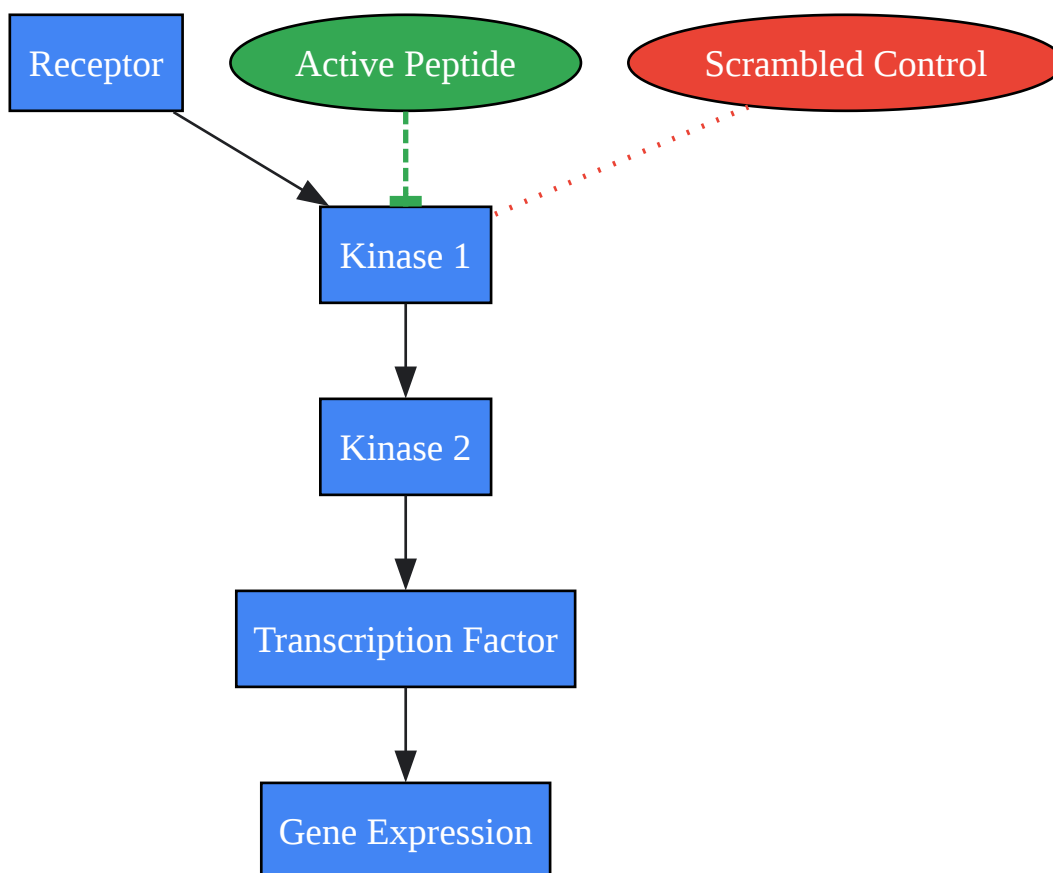 Receptor
Active Peptide
Scrambled Control
Kinase 1
Kinase 2
Transcription Factor
Gene Expression